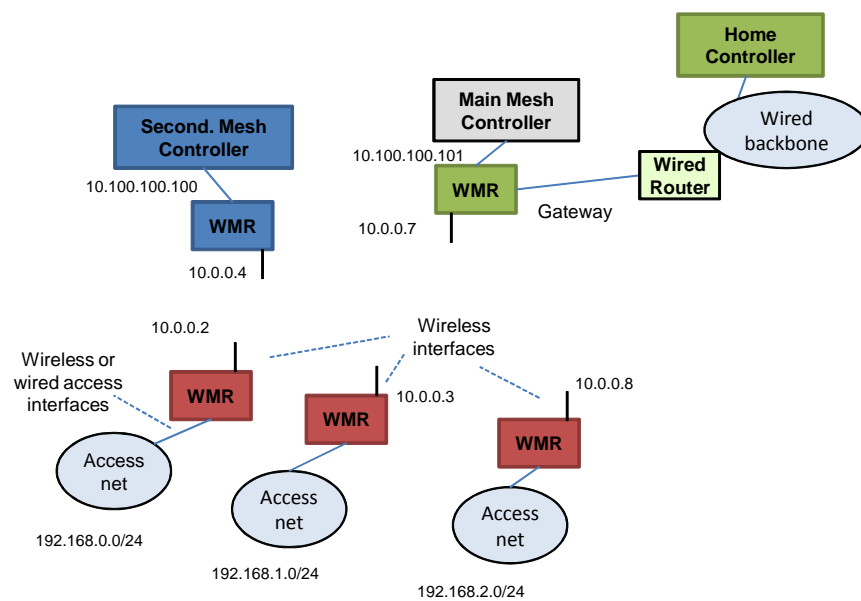 Home
Controller
Main Mesh
Controller
Wired
backbone
Second. Mesh
Controller
10.100.100.101
Wired
Router
10.100.100.100
WMR
WMR
Gateway
10.0.0.7
10.0.0.4
10.0.0.2
Wireless
interfaces
Wireless or
wired access
interfaces
WMR
10.0.0.3
10.0.0.8
WMR
WMR
Access
net
Access
net
Access
net
192.168.0.0/24
192.168.1.0/24
192.168.2.0/24